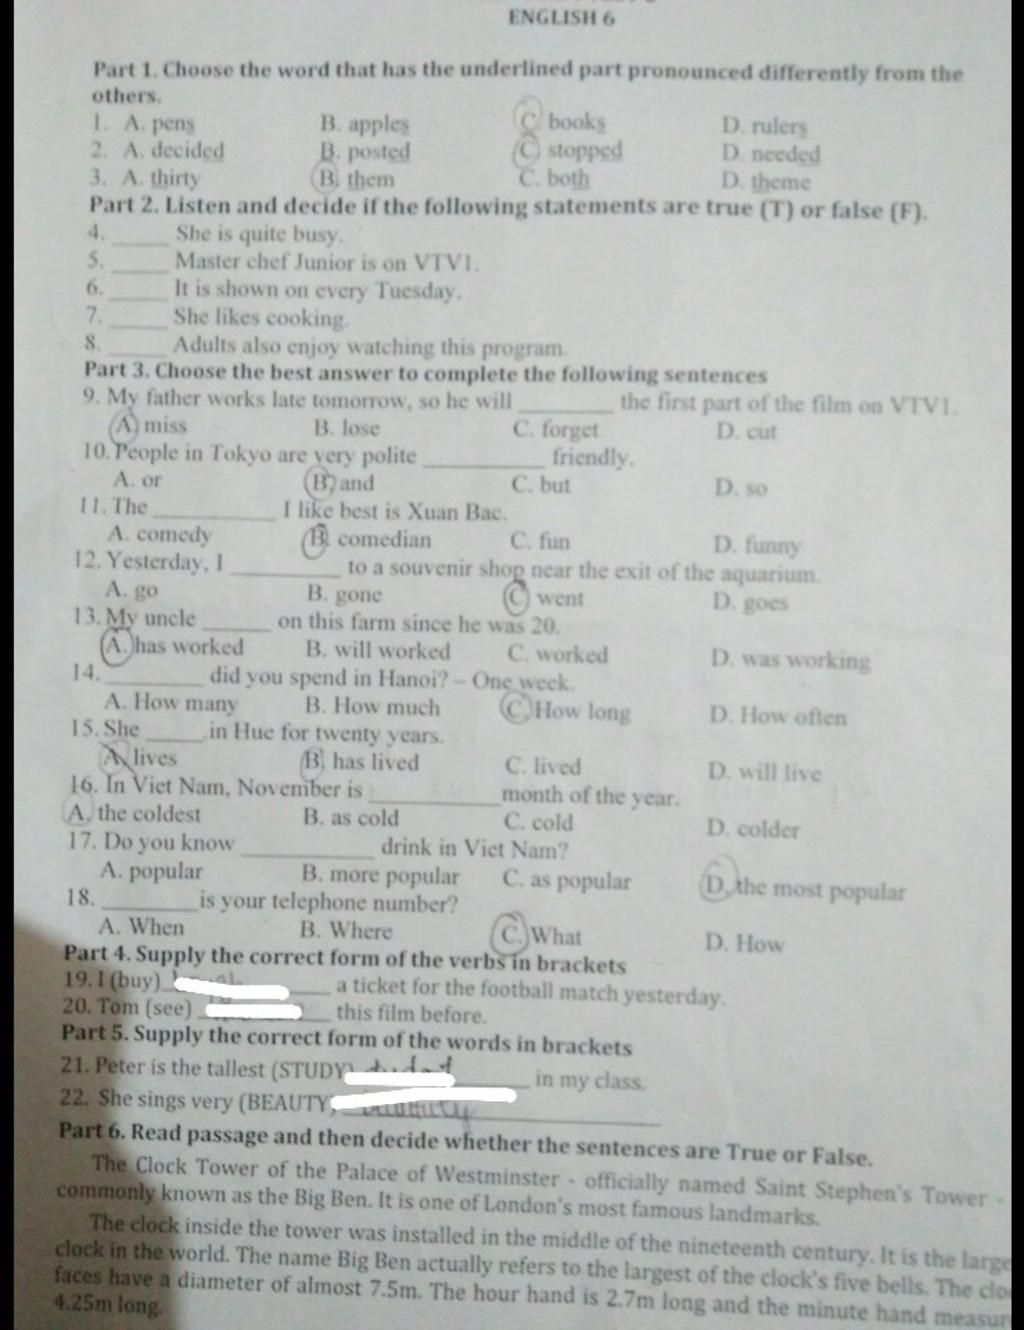 ENGLISH 6
Part 1. Choose the word that has the underlined part pronounced differently from the
others.
1. A. pens B. apples C. books D. rulers
2. A. decided B. posted C. stopped D. needed
3. A. thirty B. them C. both D. theme
Part 2. Listen and decide if the following statements are true (T) or false (F).
4. ______ She is quite busy.
5. ______ Master chef Junior is on VTV1.
6. ______ It is shown on every Tuesday.
7. ______ She likes cooking.
8. ______ Adults also enjoy watching this program.
Part 3. Choose the best answer to complete the following sentences
9. My father works late tomorrow, so he will ________ the first part of the film on VTV1.
A. miss B. lose C. forget D. cut
10. People in Tokyo are very polite __________ friendly.
A. or B. and C. but D. so
11. The __________ I like best is Xuan Bac.
A. comedy B. comedian C. fun D. funny
12. Yesterday, I _________ to a souvenir shop near the exit of the aquarium.
A. go B. gone C. went D. goes
13. My uncle ______ on this farm since he was 20.
A. has worked B. will worked C. worked D. was working
14. ________ did you spend in Hanoi? – One week.
A. How many B. How much C. How long D. How often
15. She _____ in Hue for twenty years.
A. lives B. has lived C. lived D. will live
16. In Viet Nam, November is ___________ month of the year.
A. the coldest B. as cold C. cold D. colder
17. Do you know ___________ drink in Viet Nam?
A. popular B. more popular C. as popular D. the most popular
18. ________ is your telephone number?
A. When B. Where C. What D. How
Part 4. Supply the correct form of the verbs in brackets
19. I (buy) ____________ a ticket for the football match yesterday.
20. Tom (see) ____________ this film before.
Part 5. Supply the correct form of the words in brackets
21. Peter is the tallest (STUDY) ____________ in my class.
22. She sings very (BEAUTY) ____________
Part 6. Read passage and then decide whether the sentences are True or False.
The Clock Tower of the Palace of Westminster - officially named Saint Stephen's Tower -
commonly known as the Big Ben. It is one of London's most famous landmarks.
The clock inside the tower was installed in the middle of the nineteenth century. It is the large
clock in the world. The name Big Ben actually refers to the largest of the clock's five bells. The clo
faces have a diameter of almost 7.5m. The hour hand is 2.7m long and the minute hand measur
4.25m long.